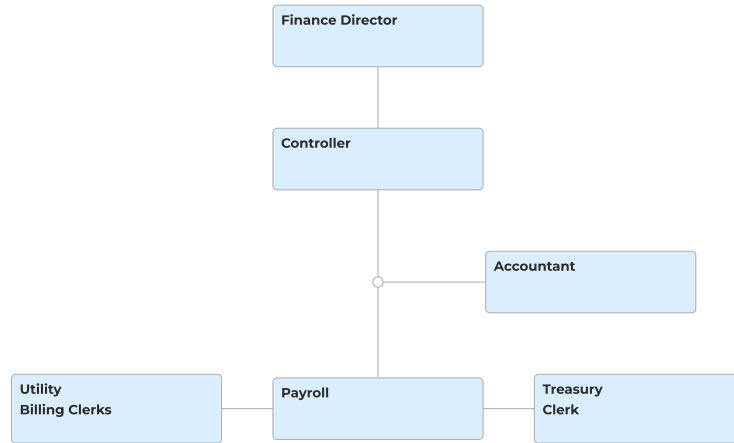 Finance Director
Controller
Accountant
Utility
Billing Clerks
Payroll
Treasury
Clerk